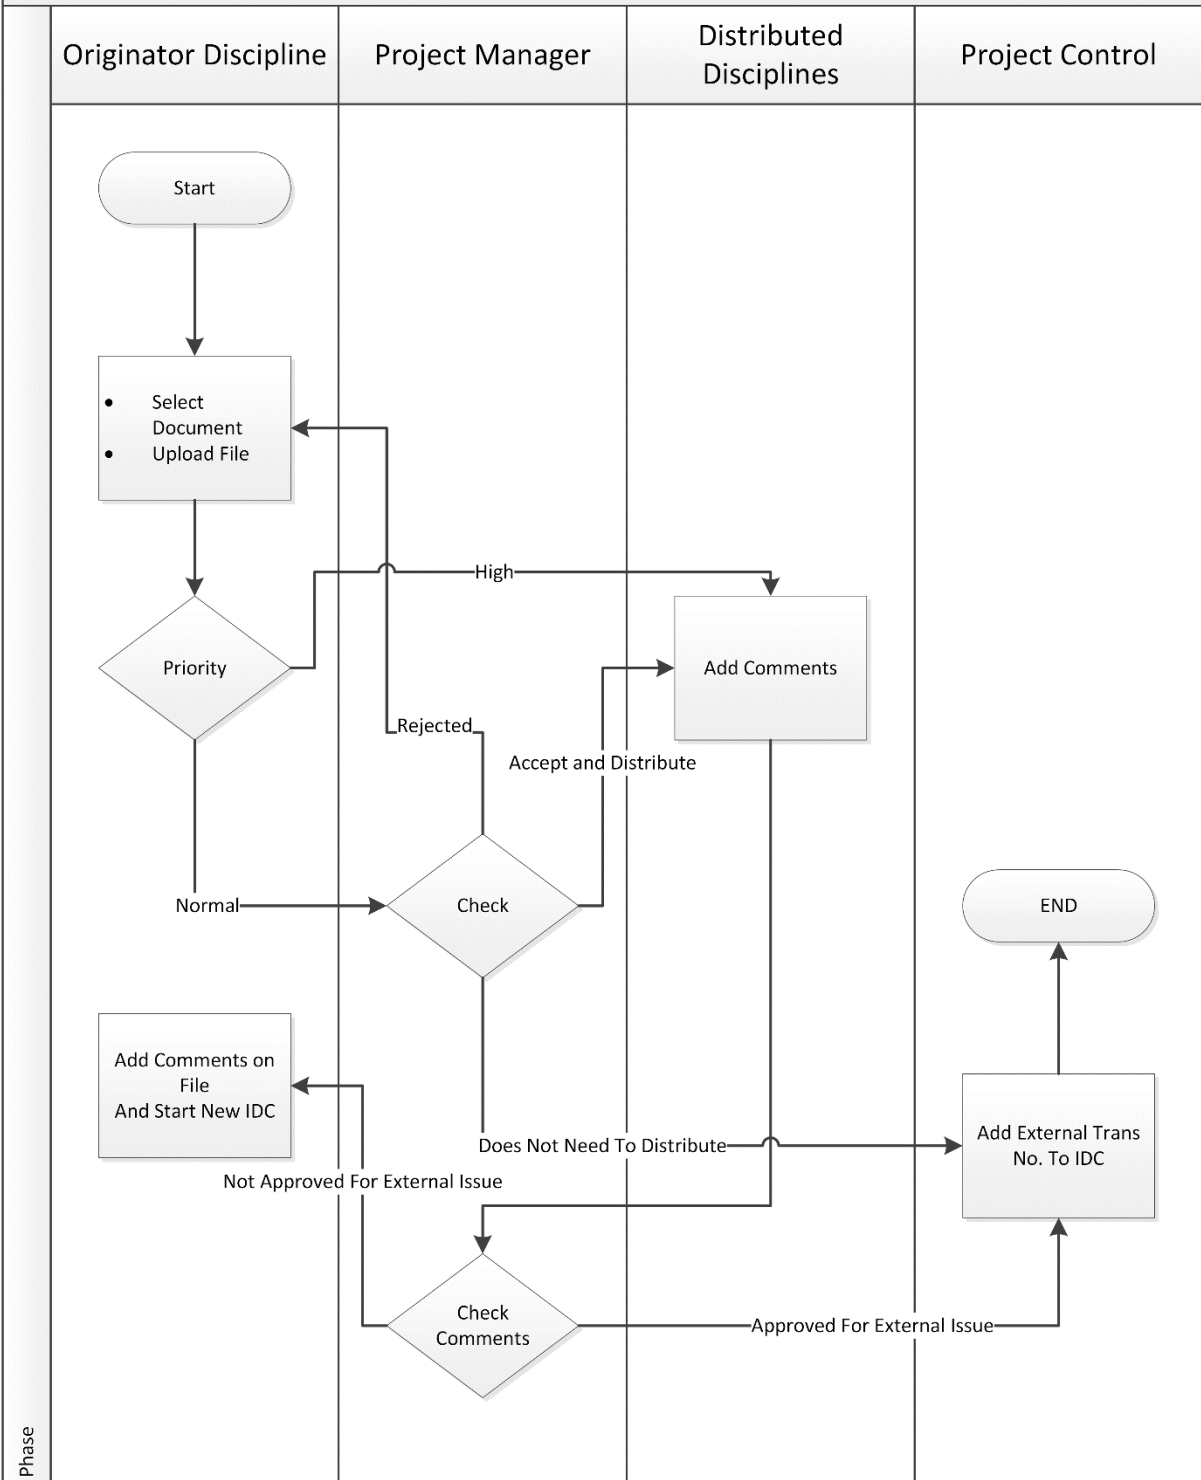 Originator Discipline
Project Manager
Distributed
Disciplines
Project Control
Start
• Select
Document
• Upload File
High
Priority
Add Comments
Rejected
Accept and Distribute
Normal
Check
END
Add Comments on
File
And Start New IDC
Does Not Need To Distribute
Add External Trans
No. To IDC
Not Approved For External Issue
Check
Comments
Approved For External Issue
Phase